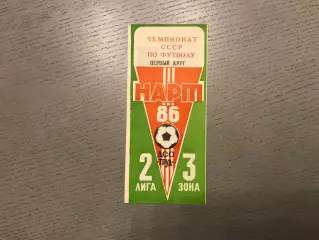 ЧЕМПИОНАТ
СССР
ПО ФУТБОЛУ
ПЕРВЫЙ КРУГ
НАРТ
86
2 3
ЛИГА ЗОНА